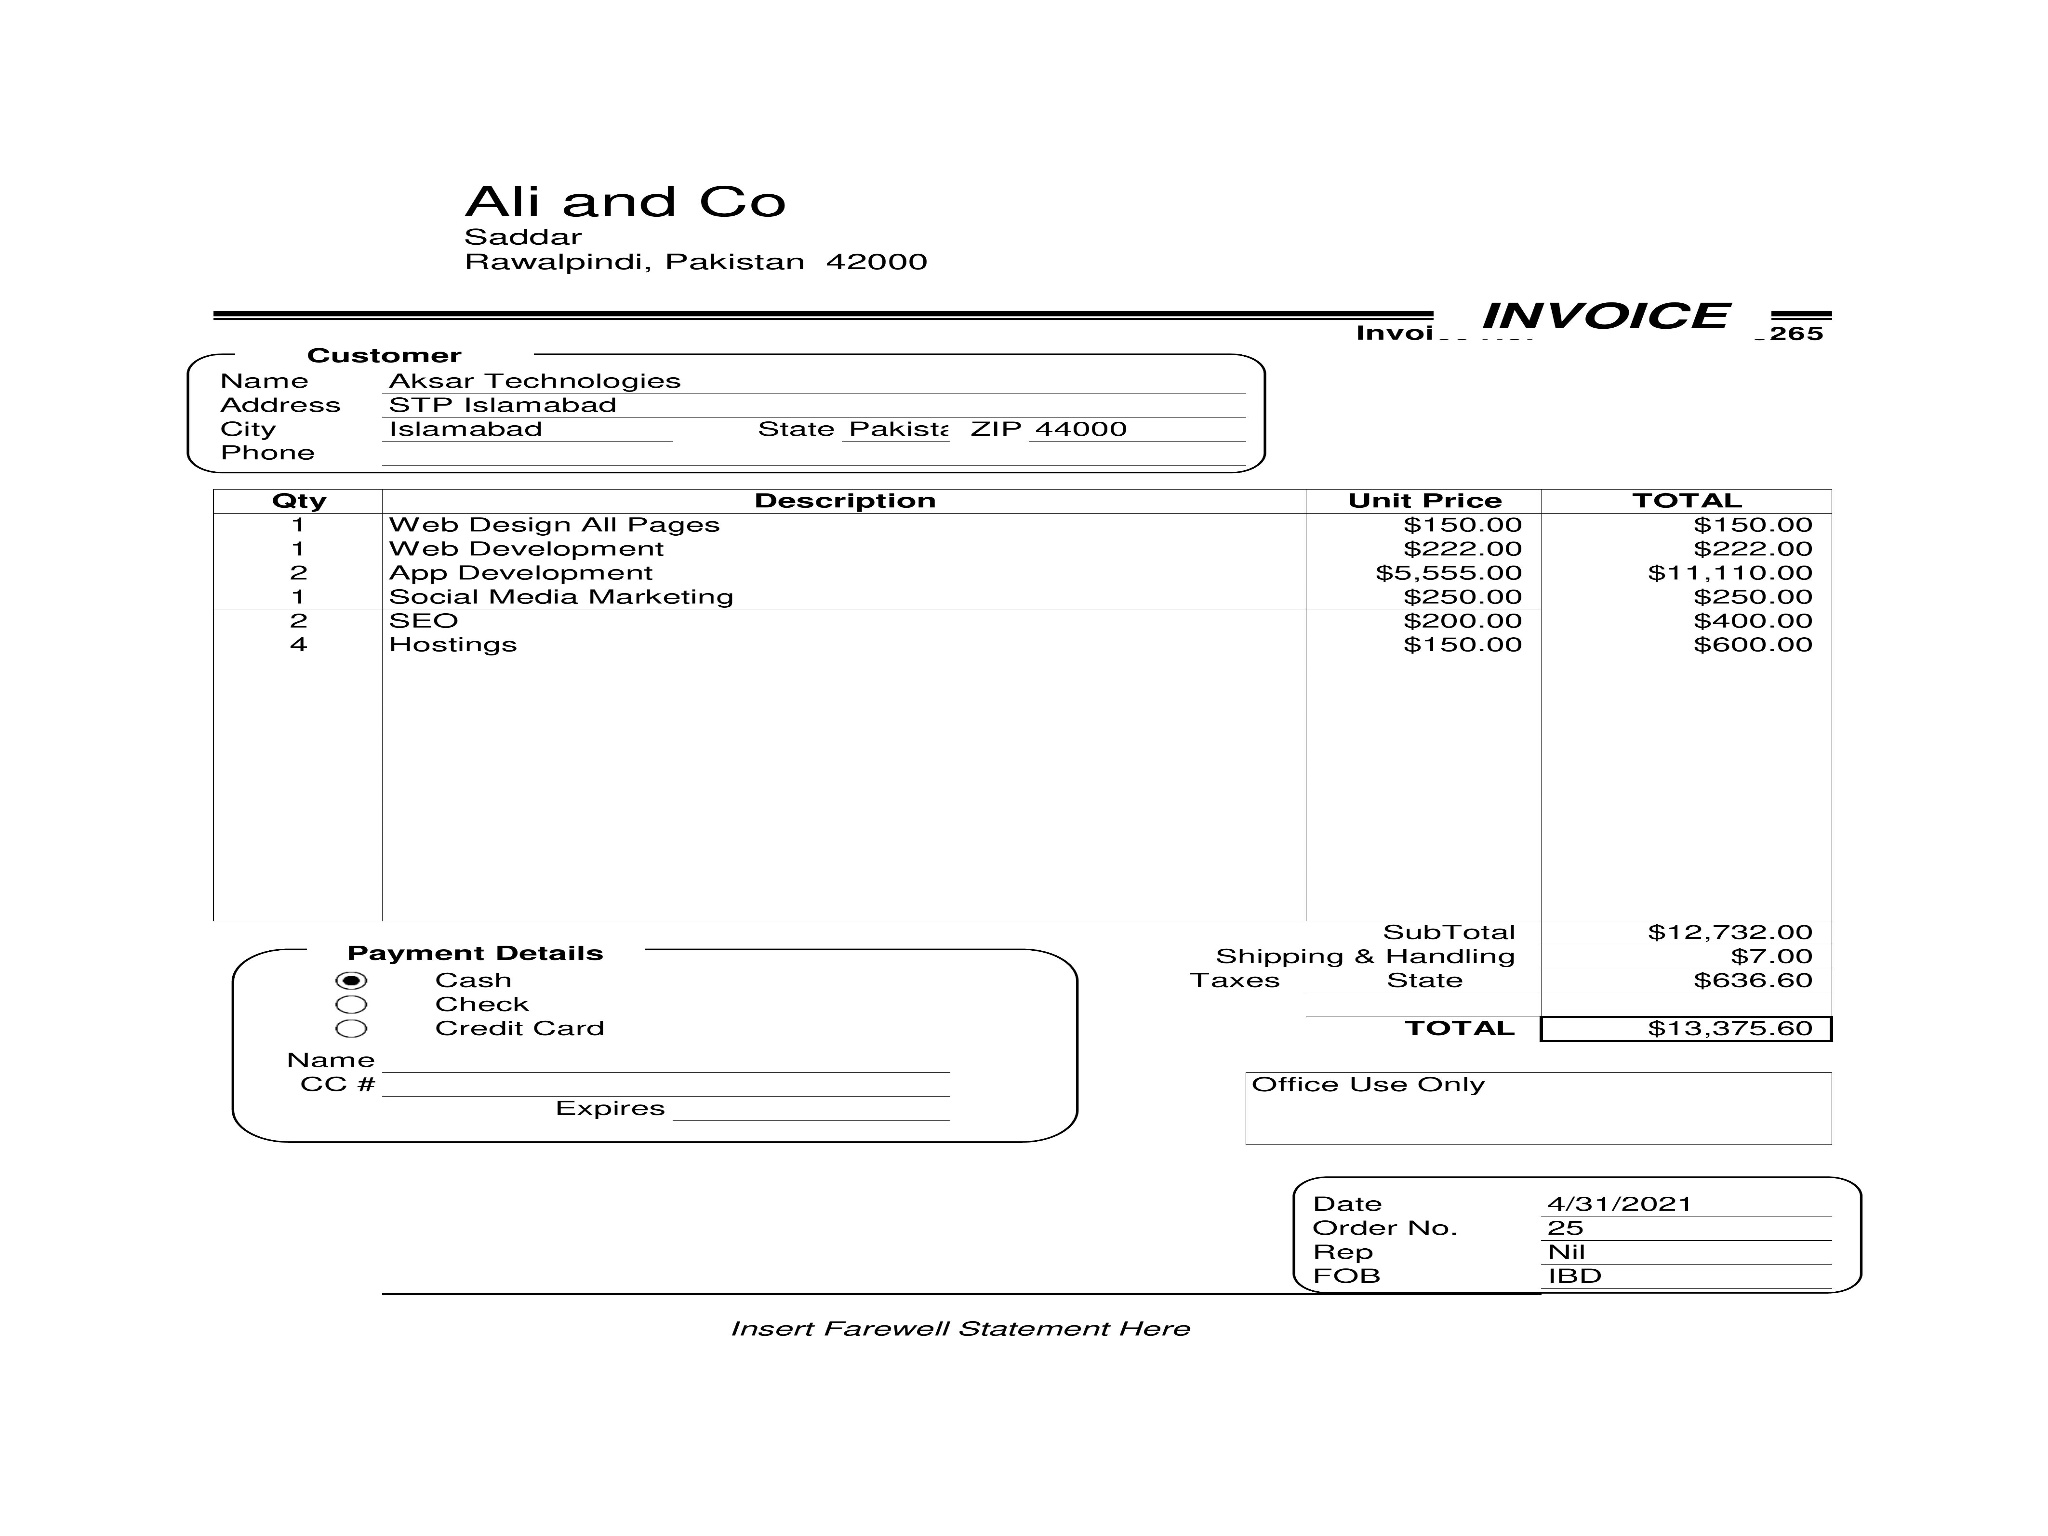 Ali and Co
Saddar
Rawalpindi, Pakistan 42000
INVOICE
265
Customer
Name Aksar Technologies
Address STP Islamabad
City Islamabad State ZIP 44000
Phone
Qty Description Unit Price TOTAL
1 Web Design All Pages $150.00 $150.00
1 Web Development $222.00 $222.00
2 App Development $5,555.00 $11,110.00
1 Social Media Marketing $250.00 $250.00
2 SEO $200.00 $400.00
4 Hostings $150.00 $600.00
SubTotal $12,732.00
Shipping & Handling $7.00
Taxes State $636.60
TOTAL $13,375.60
Payment Details
Cash
Check
Credit Card
Name
CC #
Expires
Office Use Only
Date 4/31/2021
Order No. 25
Rep Nil
FOB IBD
Insert Farewell Statement Here